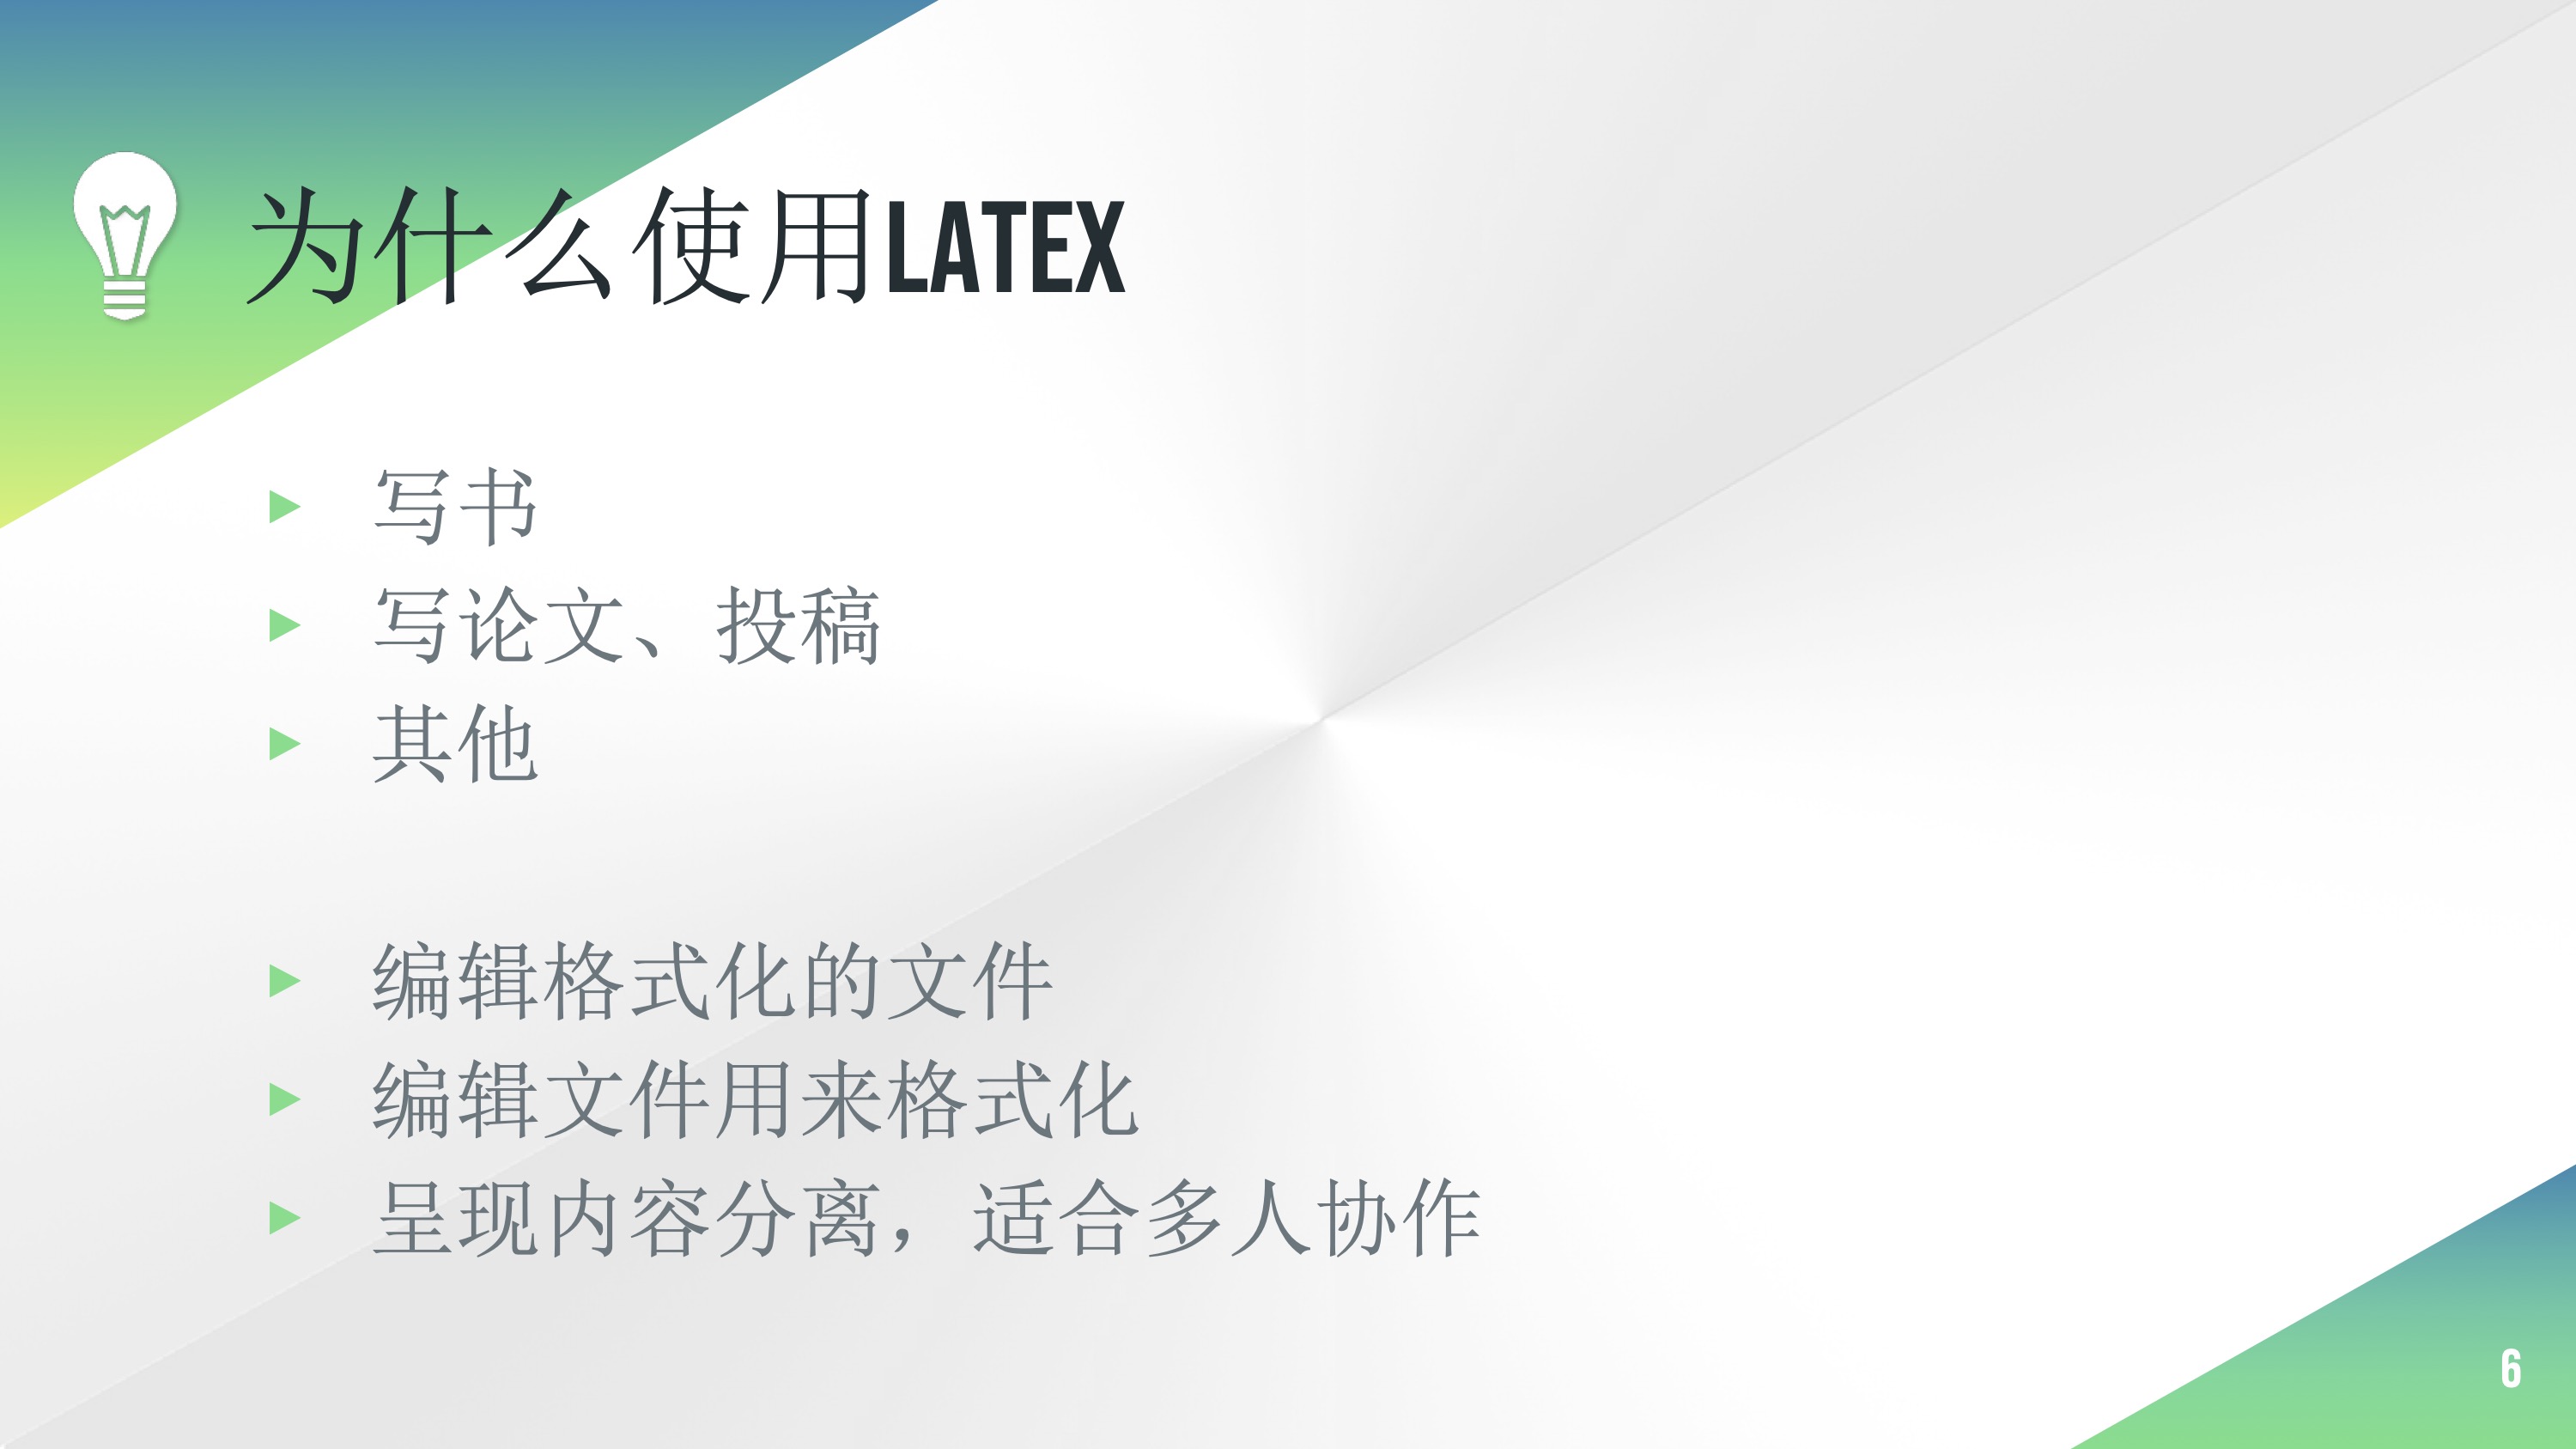 为什么使用LATEX
写书
写论文、投稿
其他
编辑格式化的文件
编辑文件用来格式化
呈现内容分离，适合多人协作
6